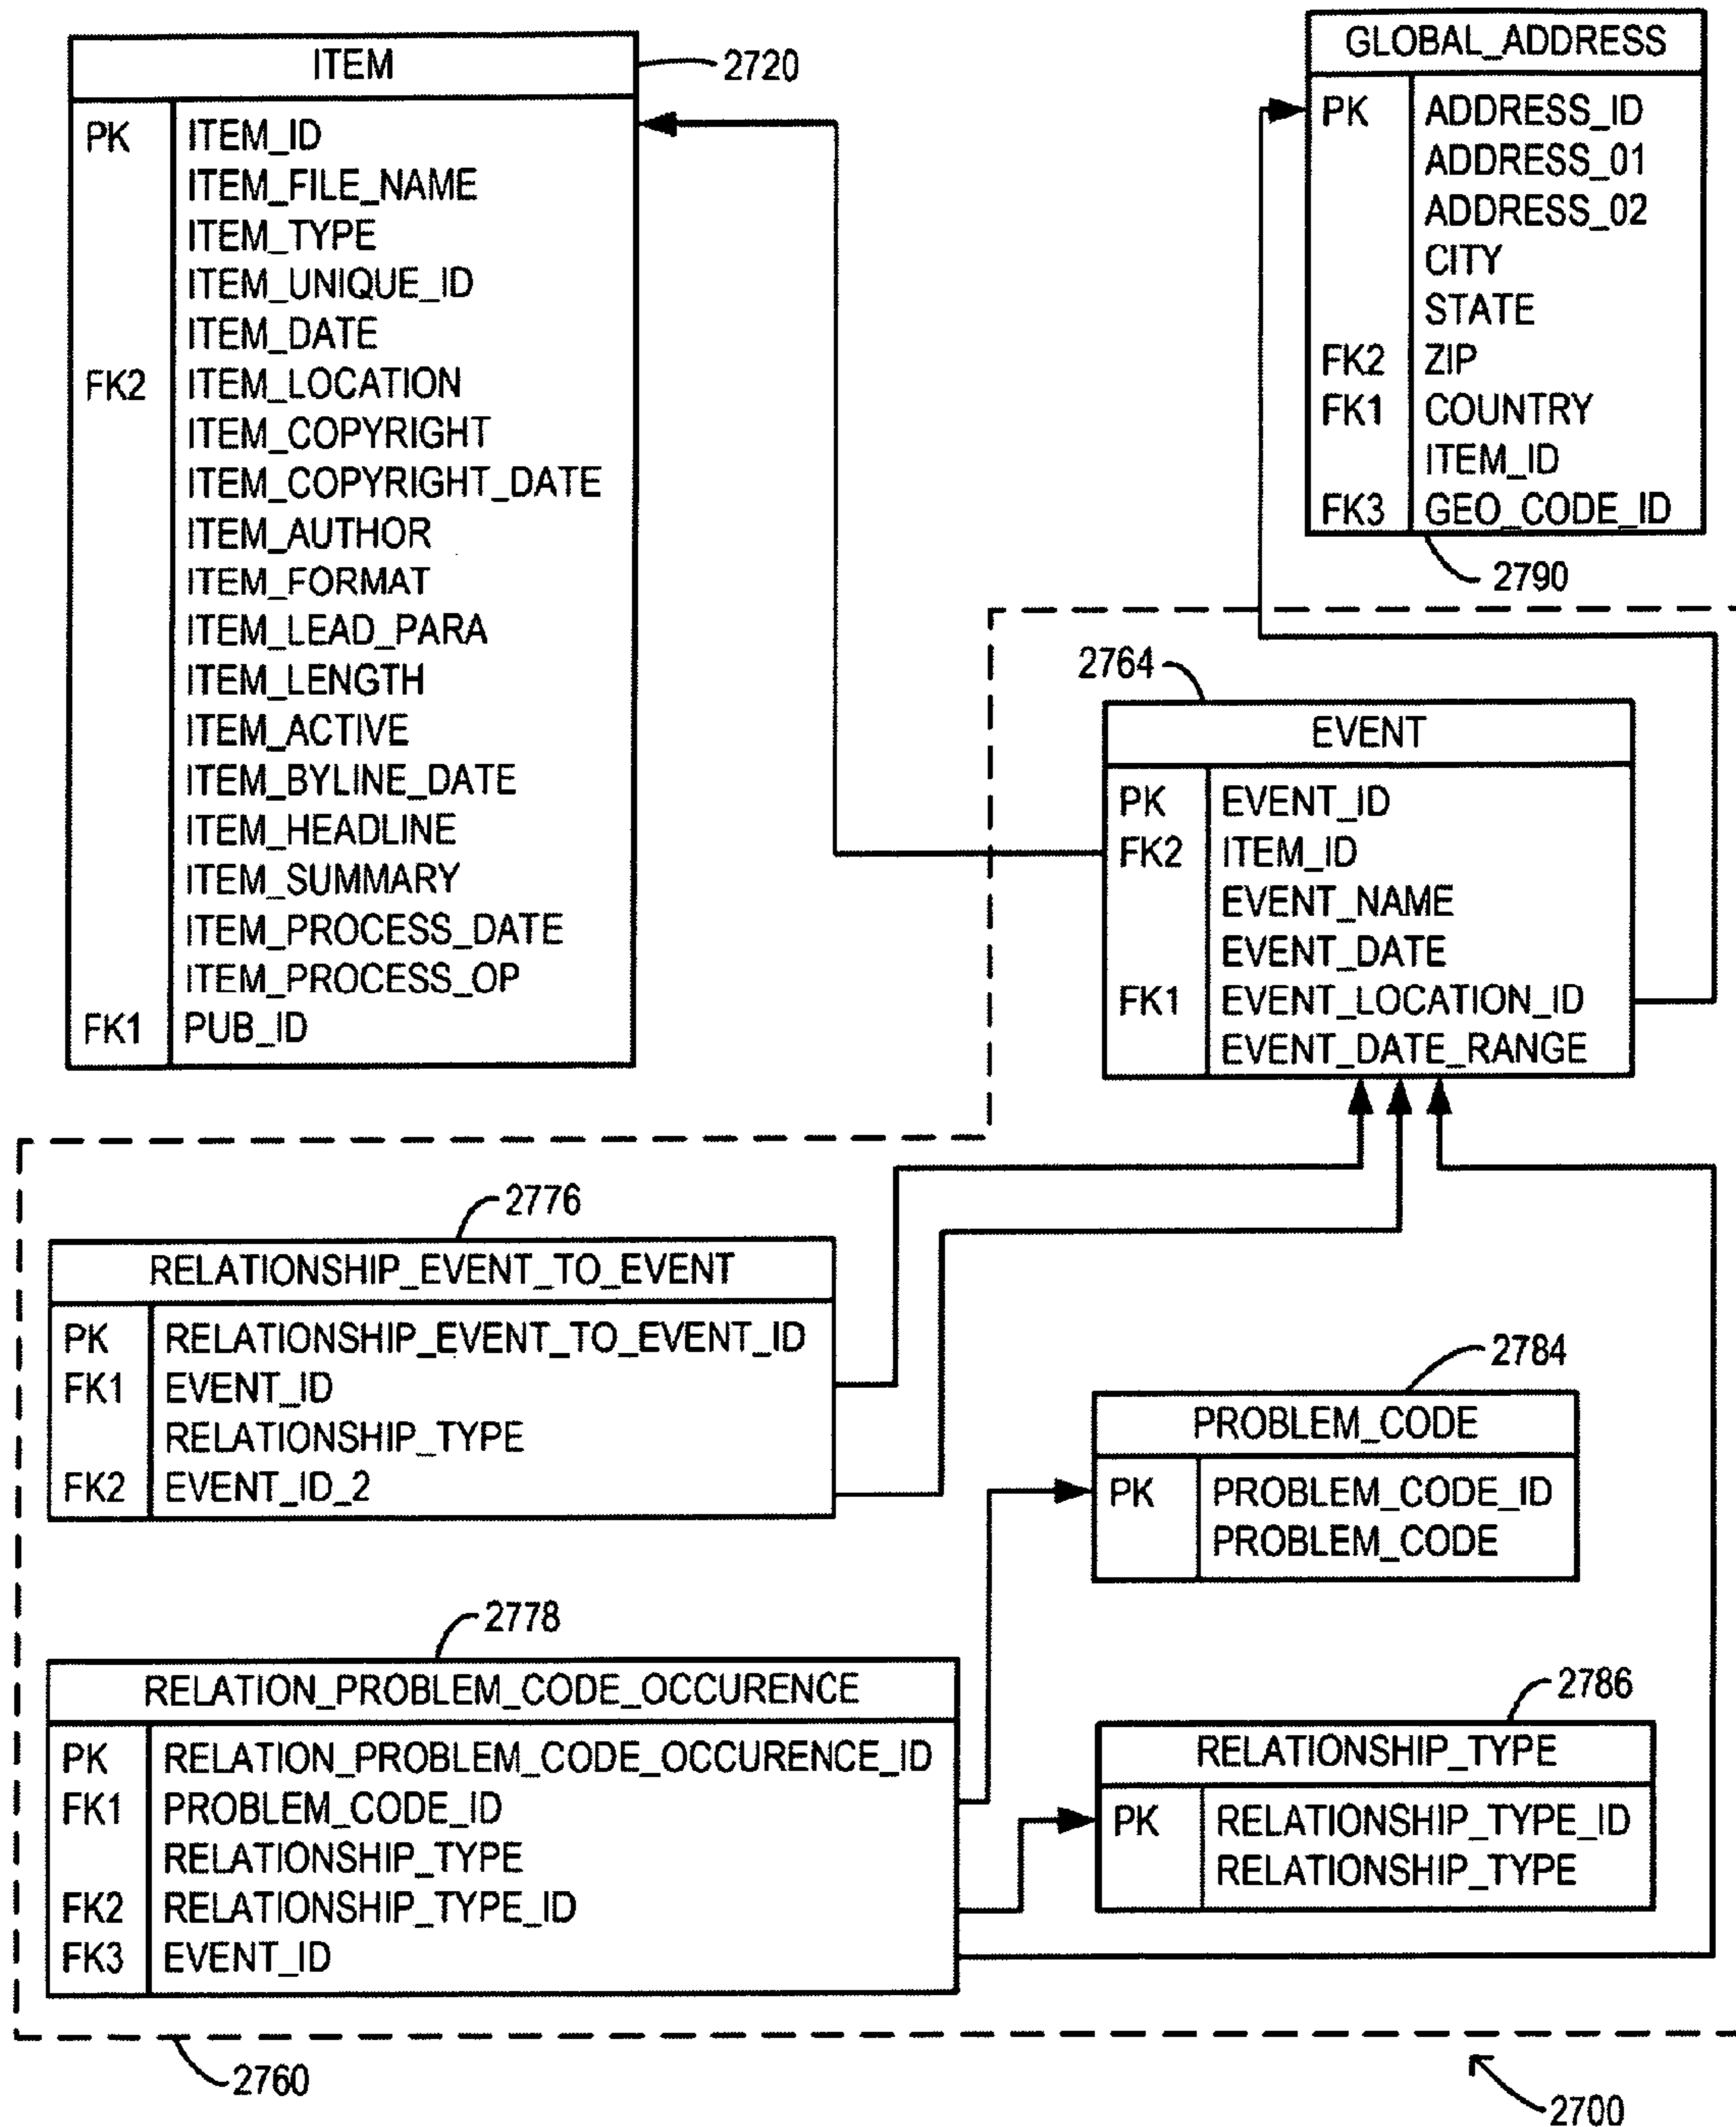 ITEM
2720
PK ITEM_ID
ITEM_FILE_NAME
ITEM_TYPE
ITEM_UNIQUE_ID
ITEM_DATE
FK2 ITEM_LOCATION
ITEM_COPYRIGHT
ITEM_COPYRIGHT_DATE
ITEM_AUTHOR
ITEM_FORMAT
ITEM_LEAD_PARA
ITEM_LENGTH
ITEM_ACTIVE
ITEM_BYLINE_DATE
ITEM_HEADLINE
ITEM_SUMMARY
ITEM_PROCESS_DATE
ITEM_PROCESS_OP
FK1 PUB_ID
GLOBAL_ADDRESS
PK ADDRESS_ID
ADDRESS_01
ADDRESS_02
CITY
STATE
FK2 ZIP
FK1 COUNTRY
ITEM_ID
FK3 GEO_CODE_ID
2790
2764
EVENT
PK EVENT_ID
FK2 ITEM_ID
EVENT_NAME
EVENT_DATE
FK1 EVENT_LOCATION_ID
EVENT_DATE_RANGE
2776
RELATIONSHIP_EVENT_TO_EVENT
PK RELATIONSHIP_EVENT_TO_EVENT_ID
FK1 EVENT_ID
RELATIONSHIP_TYPE
FK2 EVENT_ID_2
2784
PROBLEM_CODE
PK PROBLEM_CODE_ID
PROBLEM_CODE
2778
RELATION_PROBLEM_CODE_OCCURENCE
PK RELATION_PROBLEM_CODE_OCCURENCE_ID
FK1 PROBLEM_CODE_ID
RELATIONSHIP_TYPE
FK2 RELATIONSHIP_TYPE_ID
FK3 EVENT_ID
2786
RELATIONSHIP_TYPE
PK RELATIONSHIP_TYPE_ID
RELATIONSHIP_TYPE
2760
2700